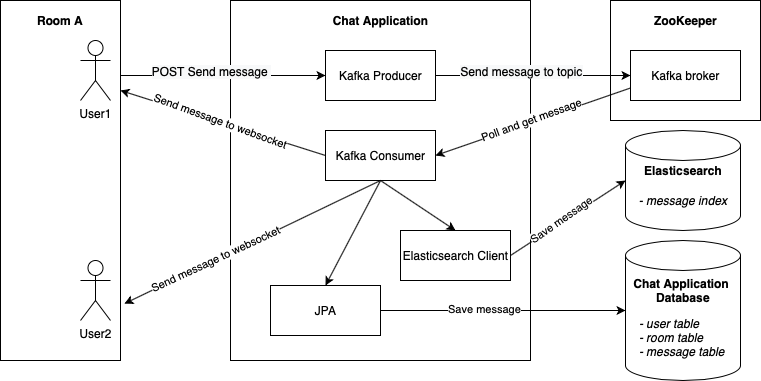 Room A
Chat Application
ZooKeeper
User1
POST Send message
Kafka Producer
Send message to topic
Kafka broker
Send message to websocket
Poll and get message
Kafka Consumer
Elasticsearch
- message index
Send message to websocket
Elasticsearch Client
Save message
User2
JPA
Save message
Chat Application
Database
- user table
- room table
- message table